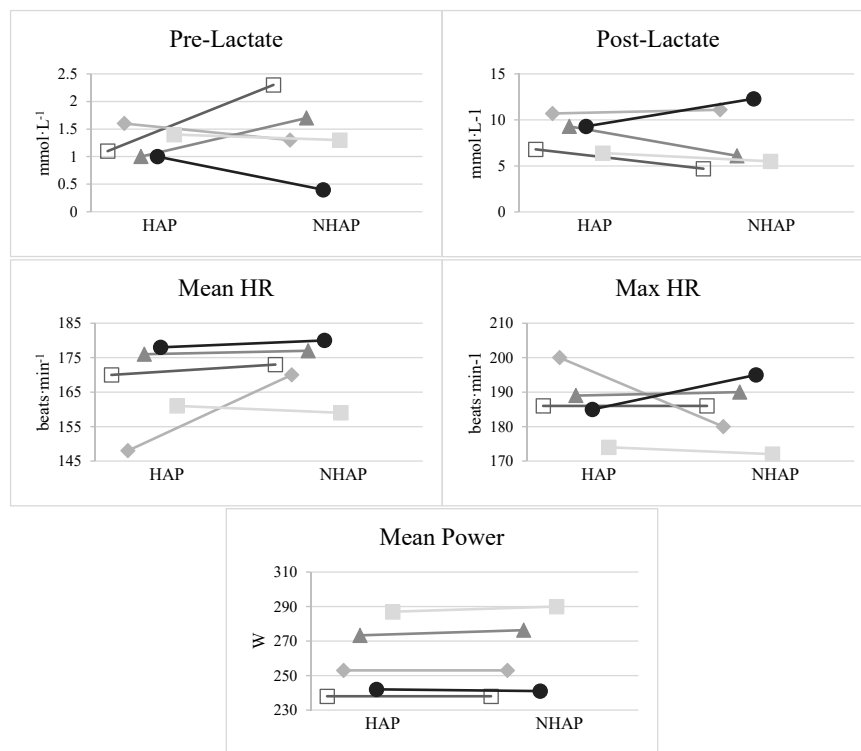 Pre-Lactate
mmol·L-1
2.5
2
1.5
1
0.5
0
HAP
NHAP
Post-Lactate
mmol·L-1
15
10
5
0
HAP
NHAP
Mean HR
beats·min-1
185
175
165
155
145
HAP
NHAP
Max HR
beats·min-1
210
200
190
180
170
HAP
NHAP
Mean Power
W
310
290
270
250
230
HAP
NHAP